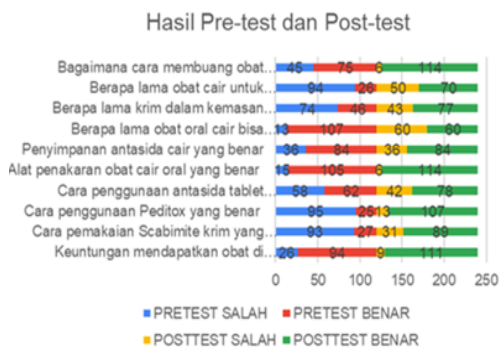 Hasil Pre-test dan Post-test
Bagaimana cara membuang obat... 45 75 6 114
Berapa lama obat cair untuk... 94 26 50 70
Berapa lama krim dalam kemasan... 74 46 43 77
Berapa lama obat oral cair bisa... 13 107 60 60
Penyimpanan antasida cair yang benar 36 84 36 84
Alat penakaran obat cair oral yang benar 15 105 6 114
Cara penggunaan antasida tablet... 58 62 42 78
Cara penggunaan Peditox yang benar 95 25 13 107
Cara pemakaian Scabimite krim yang... 93 27 31 89
Keuntungan mendapatkan obat di... 26 94 9 111
0 50 100 150 200 250 300
PRETEST SALAH PRETEST BENAR
POSTTEST SALAH POSTTEST BENAR